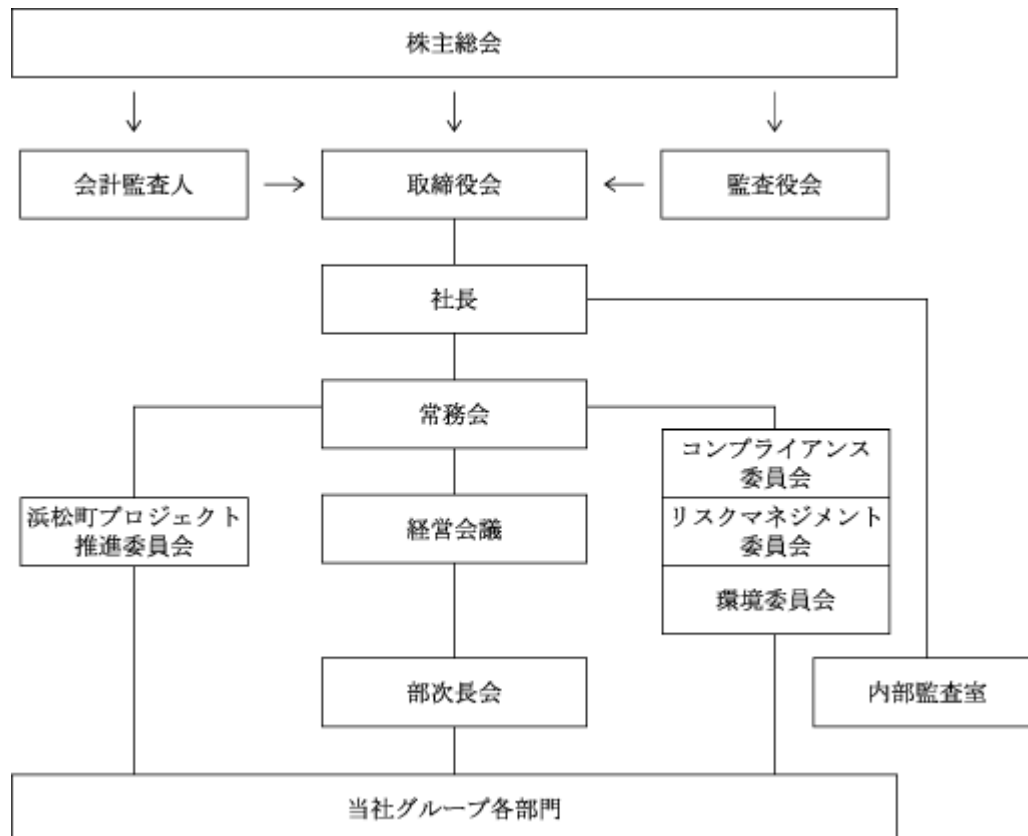 株主総会
会計監査人
取締役会
監査役会
社長
常務会
コンプライアンス
委員会
浜松町プロジェクト
推進委員会
経営会議
リスクマネジメント
委員会
環境委員会
部次長会
内部監査室
当社グループ各部門